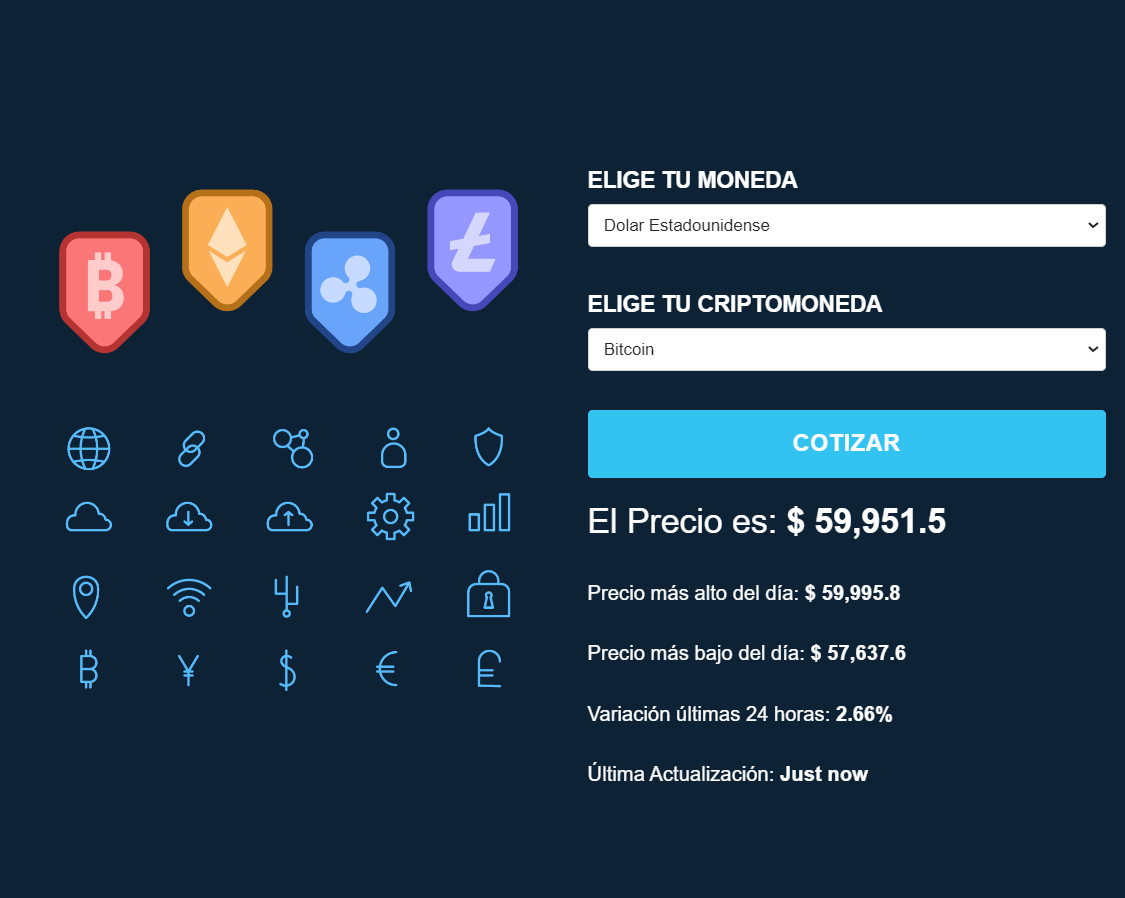 ELIGE TU MONEDA
Dolar Estadounidense
ELIGE TU CRIPTOMONEDA
Bitcoin
COTIZAR
El Precio es: $ 59,951.5
Precio más alto del día: $ 59,995.8
Precio más bajo del día: $ 57,637.6
Variación últimas 24 horas: 2.66%
Última Actualización: Just now